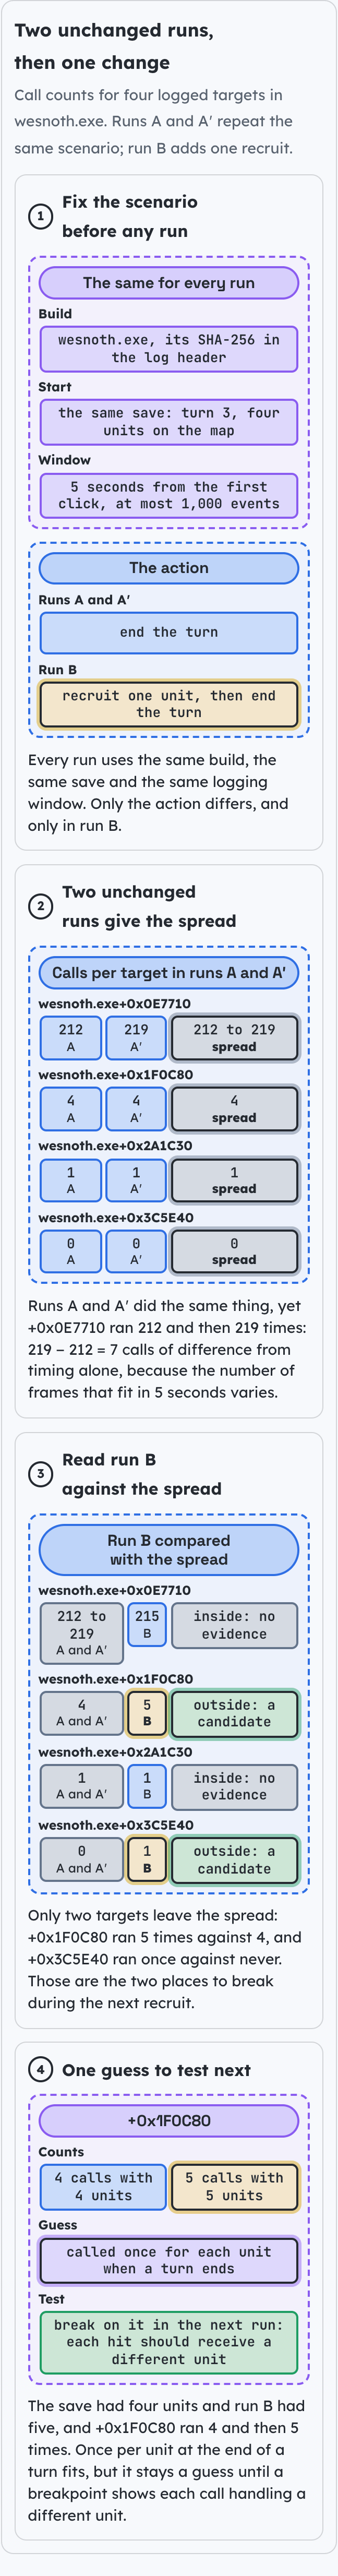 Two unchanged runs,
then one change
Call counts for four logged targets in
wesnoth.exe. Runs A and A′ repeat the
same scenario; run B adds one recruit.
1
Fix the scenario
before any run
The same for every run
Build
wesnoth.exe, its SHA-256 in
the log header
Start
the same save: turn 3, four
units on the map
Window
5 seconds from the first
click, at most 1,000 events
The action
Runs A and A′
end the turn
Run B
recruit one unit, then end
the turn
Every run uses the same build, the
same save and the same logging
window. Only the action differs, and
only in run B.
2
Two unchanged
runs give the spread
Calls per target in runs A and A′
wesnoth.exe+0x0E7710
212 219 212 to 219
A A′ spread
wesnoth.exe+0x1F0C80
4 4 4
A A′ spread
wesnoth.exe+0x2A1C30
1 1 1
A A′ spread
wesnoth.exe+0x3C5E40
0 0 0
A A′ spread
Runs A and A′ did the same thing, yet
+0x0E7710 ran 212 and then 219 times:
219 − 212 = 7 calls of difference from
timing alone, because the number of
frames that fit in 5 seconds varies.
3
Read run B
against the spread
Run B compared
with the spread
wesnoth.exe+0x0E7710
212 to
219
A and A′
215
B
inside: no
evidence
wesnoth.exe+0x1F0C80
4
A and A′
5
B
outside: a
candidate
wesnoth.exe+0x2A1C30
1
A and A′
1
B
inside: no
evidence
wesnoth.exe+0x3C5E40
0
A and A′
1
B
outside: a
candidate
Only two targets leave the spread:
+0x1F0C80 ran 5 times against 4, and
+0x3C5E40 ran once against never.
Those are the two places to break
during the next recruit.
4
One guess to test next
+0x1F0C80
Counts
4 calls with
4 units
5 calls with
5 units
Guess
called once for each unit
when a turn ends
Test
break on it in the next run:
each hit should receive a
different unit
The save had four units and run B had
five, and +0x1F0C80 ran 4 and then 5
times. Once per unit at the end of a
turn fits, but it stays a guess until a
breakpoint shows each call handling a
different unit.